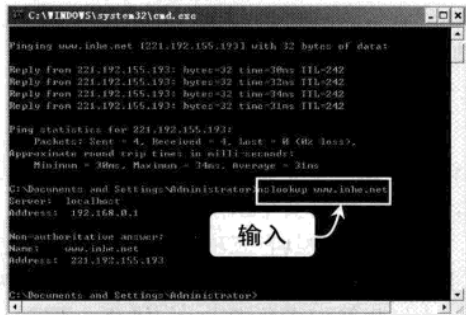 C:\WINDOWS\system32\cmd.exe
Pinging www.inhe.net [221.192.155.193] with 32 bytes of data:
Reply from 221.192.155.193: bytes=32 time=30ms TTL=242
Reply from 221.192.155.193: bytes=32 time=31ms TTL=242
Reply from 221.192.155.193: bytes=32 time=34ms TTL=242
Reply from 221.192.155.193: bytes=32 time=31ms TTL=242
Ping statistics for 221.192.155.193:
Packets: Sent = 4, Received = 4, Lost = 0 (0% loss),
Approximate round trip times in milli-seconds:
Minimum = 30ms, Maximum = 34ms, Average = 31ms
C:\Documents and Settings\Administrator>nslookup www.inhe.net
Server: localhost
Address: 192.168.0.1
输入
Non-authoritative answer:
Name: www.inhe.net
Address: 221.192.155.193
C:\Documents and Settings\Administrator>